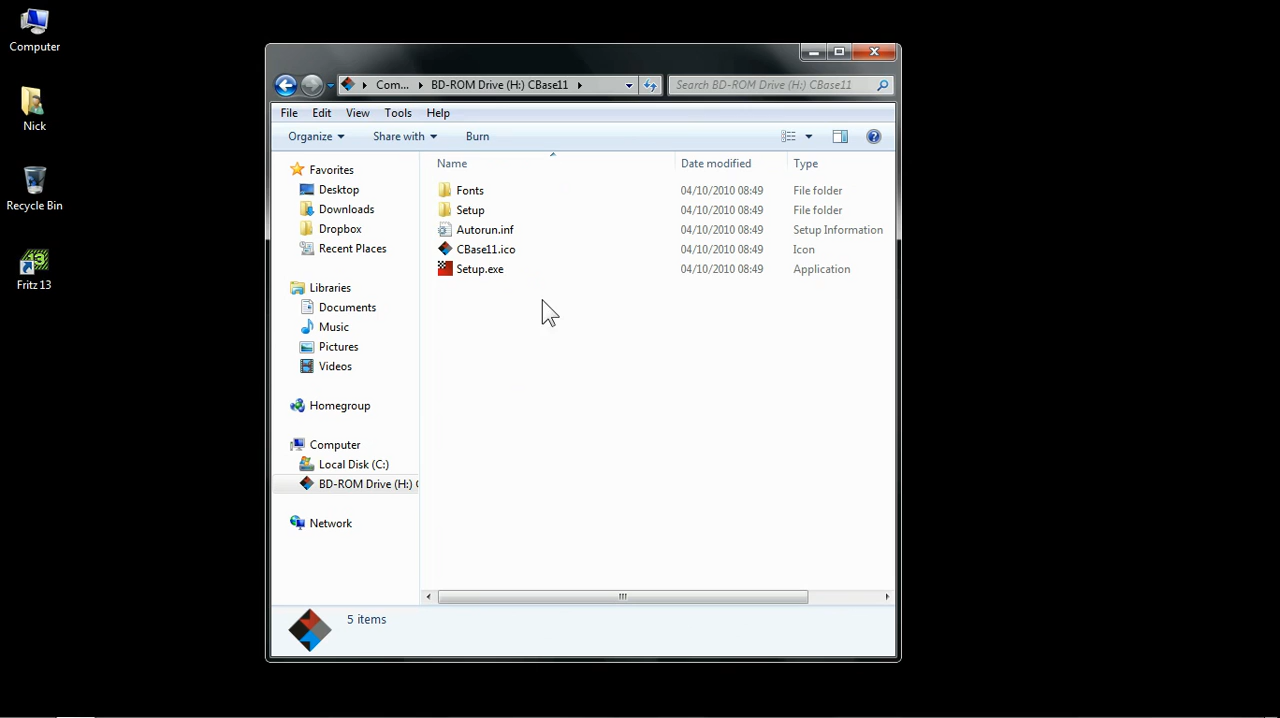 Computer
Nick
Recycle Bin
13
Fritz 13
Com... BD-ROM Drive (H:) CBase11
Search BD-ROM Drive (H:) CBase11
File Edit View Tools Help
Organize Share with Burn
Name Date modified Type
Favorites
Desktop
Downloads
Dropbox
Recent Places
Libraries
Documents
Music
Pictures
Videos
Homegroup
Computer
Local Disk (C:)
BD-ROM Drive (H:) C
Network
Fonts 04/10/2010 08:49 File folder
Setup 04/10/2010 08:49 File folder
Autorun.inf 04/10/2010 08:49 Setup Information
CBase11.ico 04/10/2010 08:49 Icon
Setup.exe 04/10/2010 08:49 Application
5 items